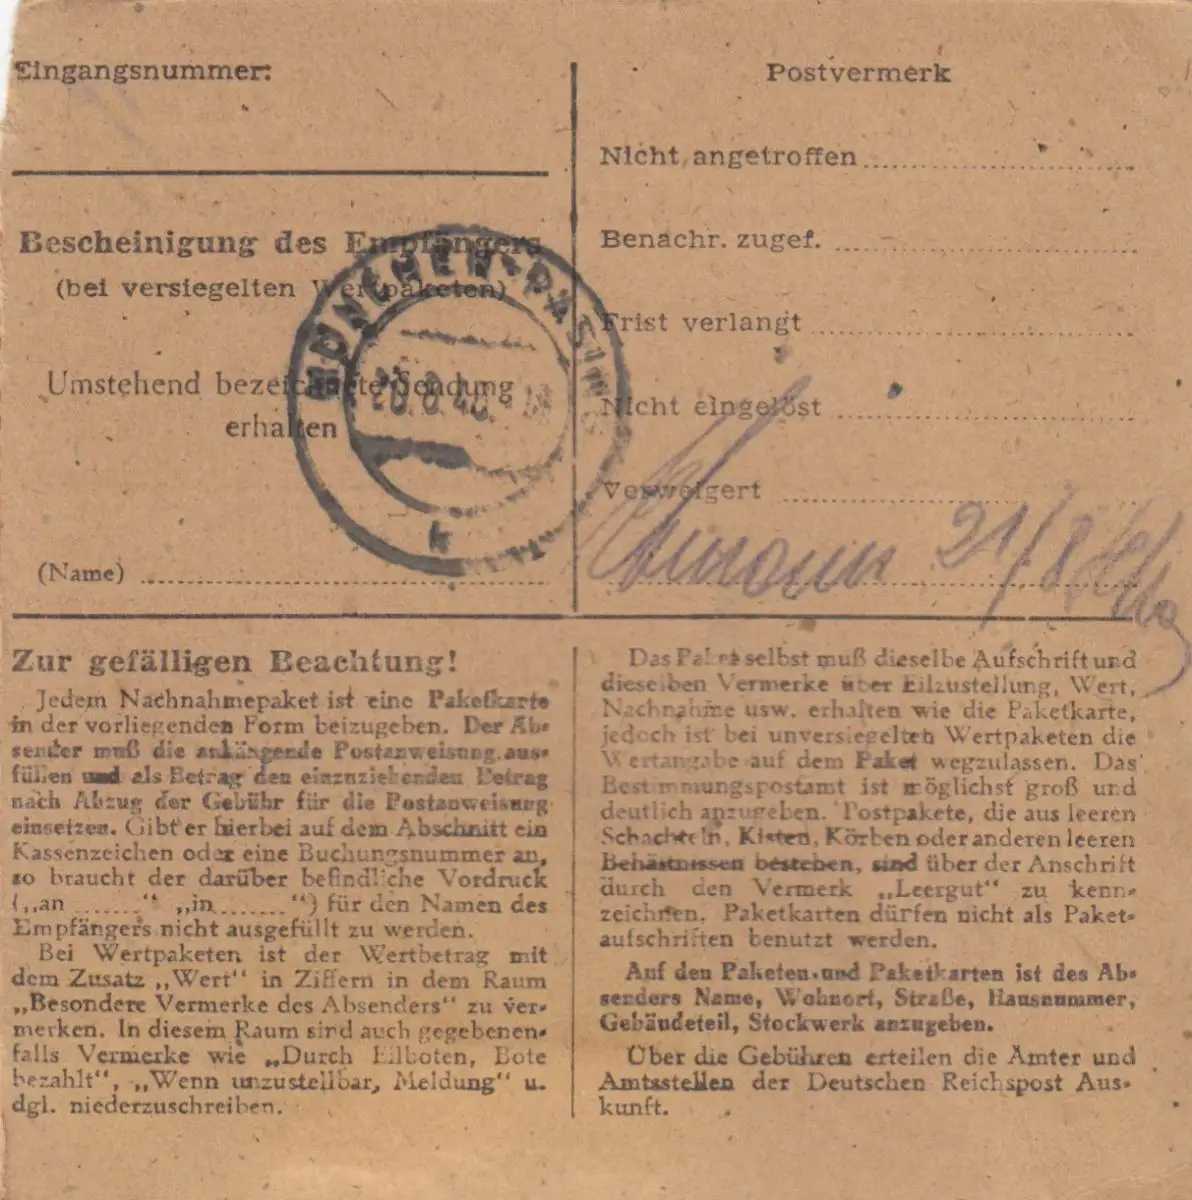 Eingangsnummer:
Bescheinigung des Empfängers
(bei versiegelten Wertpaketen)
Umstehend bezeichnete Sendung
erhalten
(Name)
MÜNCHEN-PASING
Postvermerk
Nicht angetroffen
Benachr. zugef.
Frist verlangt
Nicht eingelöst
Verweigert
21/8
Zur gefälligen Beachtung!
Jedem Nachnahmepaket ist eine Paketkarte
in der vorliegenden Form beizugeben. Der Ab-
sender muß die anhängende Postanweisung aus-
füllen und als Betrag den einzuziehenden Betrag
nach Abzug der Gebühr für die Postanweisung
einsetzen. Gibt er hierbei auf dem Abschnitt ein
Kassenzeichen oder eine Buchungsnummer an,
so braucht der darüber befindliche Vordruck
(„an ........“ „in ........“) für den Namen des
Empfängers nicht ausgefüllt zu werden.
Bei Wertpaketen ist der Wertbetrag mit
dem Zusatz „Wert“ in Ziffern in dem Raum
„Besondere Vermerke des Absenders“ zu ver-
merken. In diesem Raum sind auch gegebenen-
falls Vermerke wie „Durch Eilboten, Bote
bezahlt“, „Wenn unzustellbar, Meldung“ u.
dgl. niederzuschreiben.
Das Paket selbst muß dieselbe Aufschrift und
dieselben Vermerke über Eilzustellung, Wert,
Nachnahme usw. erhalten wie die Paketkarte,
jedoch ist bei unversiegelten Wertpaketen die
Wertangabe auf dem Paket wegzulassen. Das
Bestimmungspostamt ist möglichst groß und
deutlich anzugeben. Postpakete, die aus leeren
Schachteln, Kisten, Körben oder anderen leeren
Behältnissen bestehen, sind über der Anschrift
durch den Vermerk „Leergut“ zu kenn-
zeichnen. Paketkarten dürfen nicht als Paket-
aufschriften benutzt werden.
Auf den Paketen und Paketkarten ist des Ab-
senders Name, Wohnort, Straße, Hausnummer,
Gebäudeteil, Stockwerk anzugeben.
Über die Gebühren erteilen die Ämter und
Amtsstellen der Deutschen Reichspost Aus-
kunft.